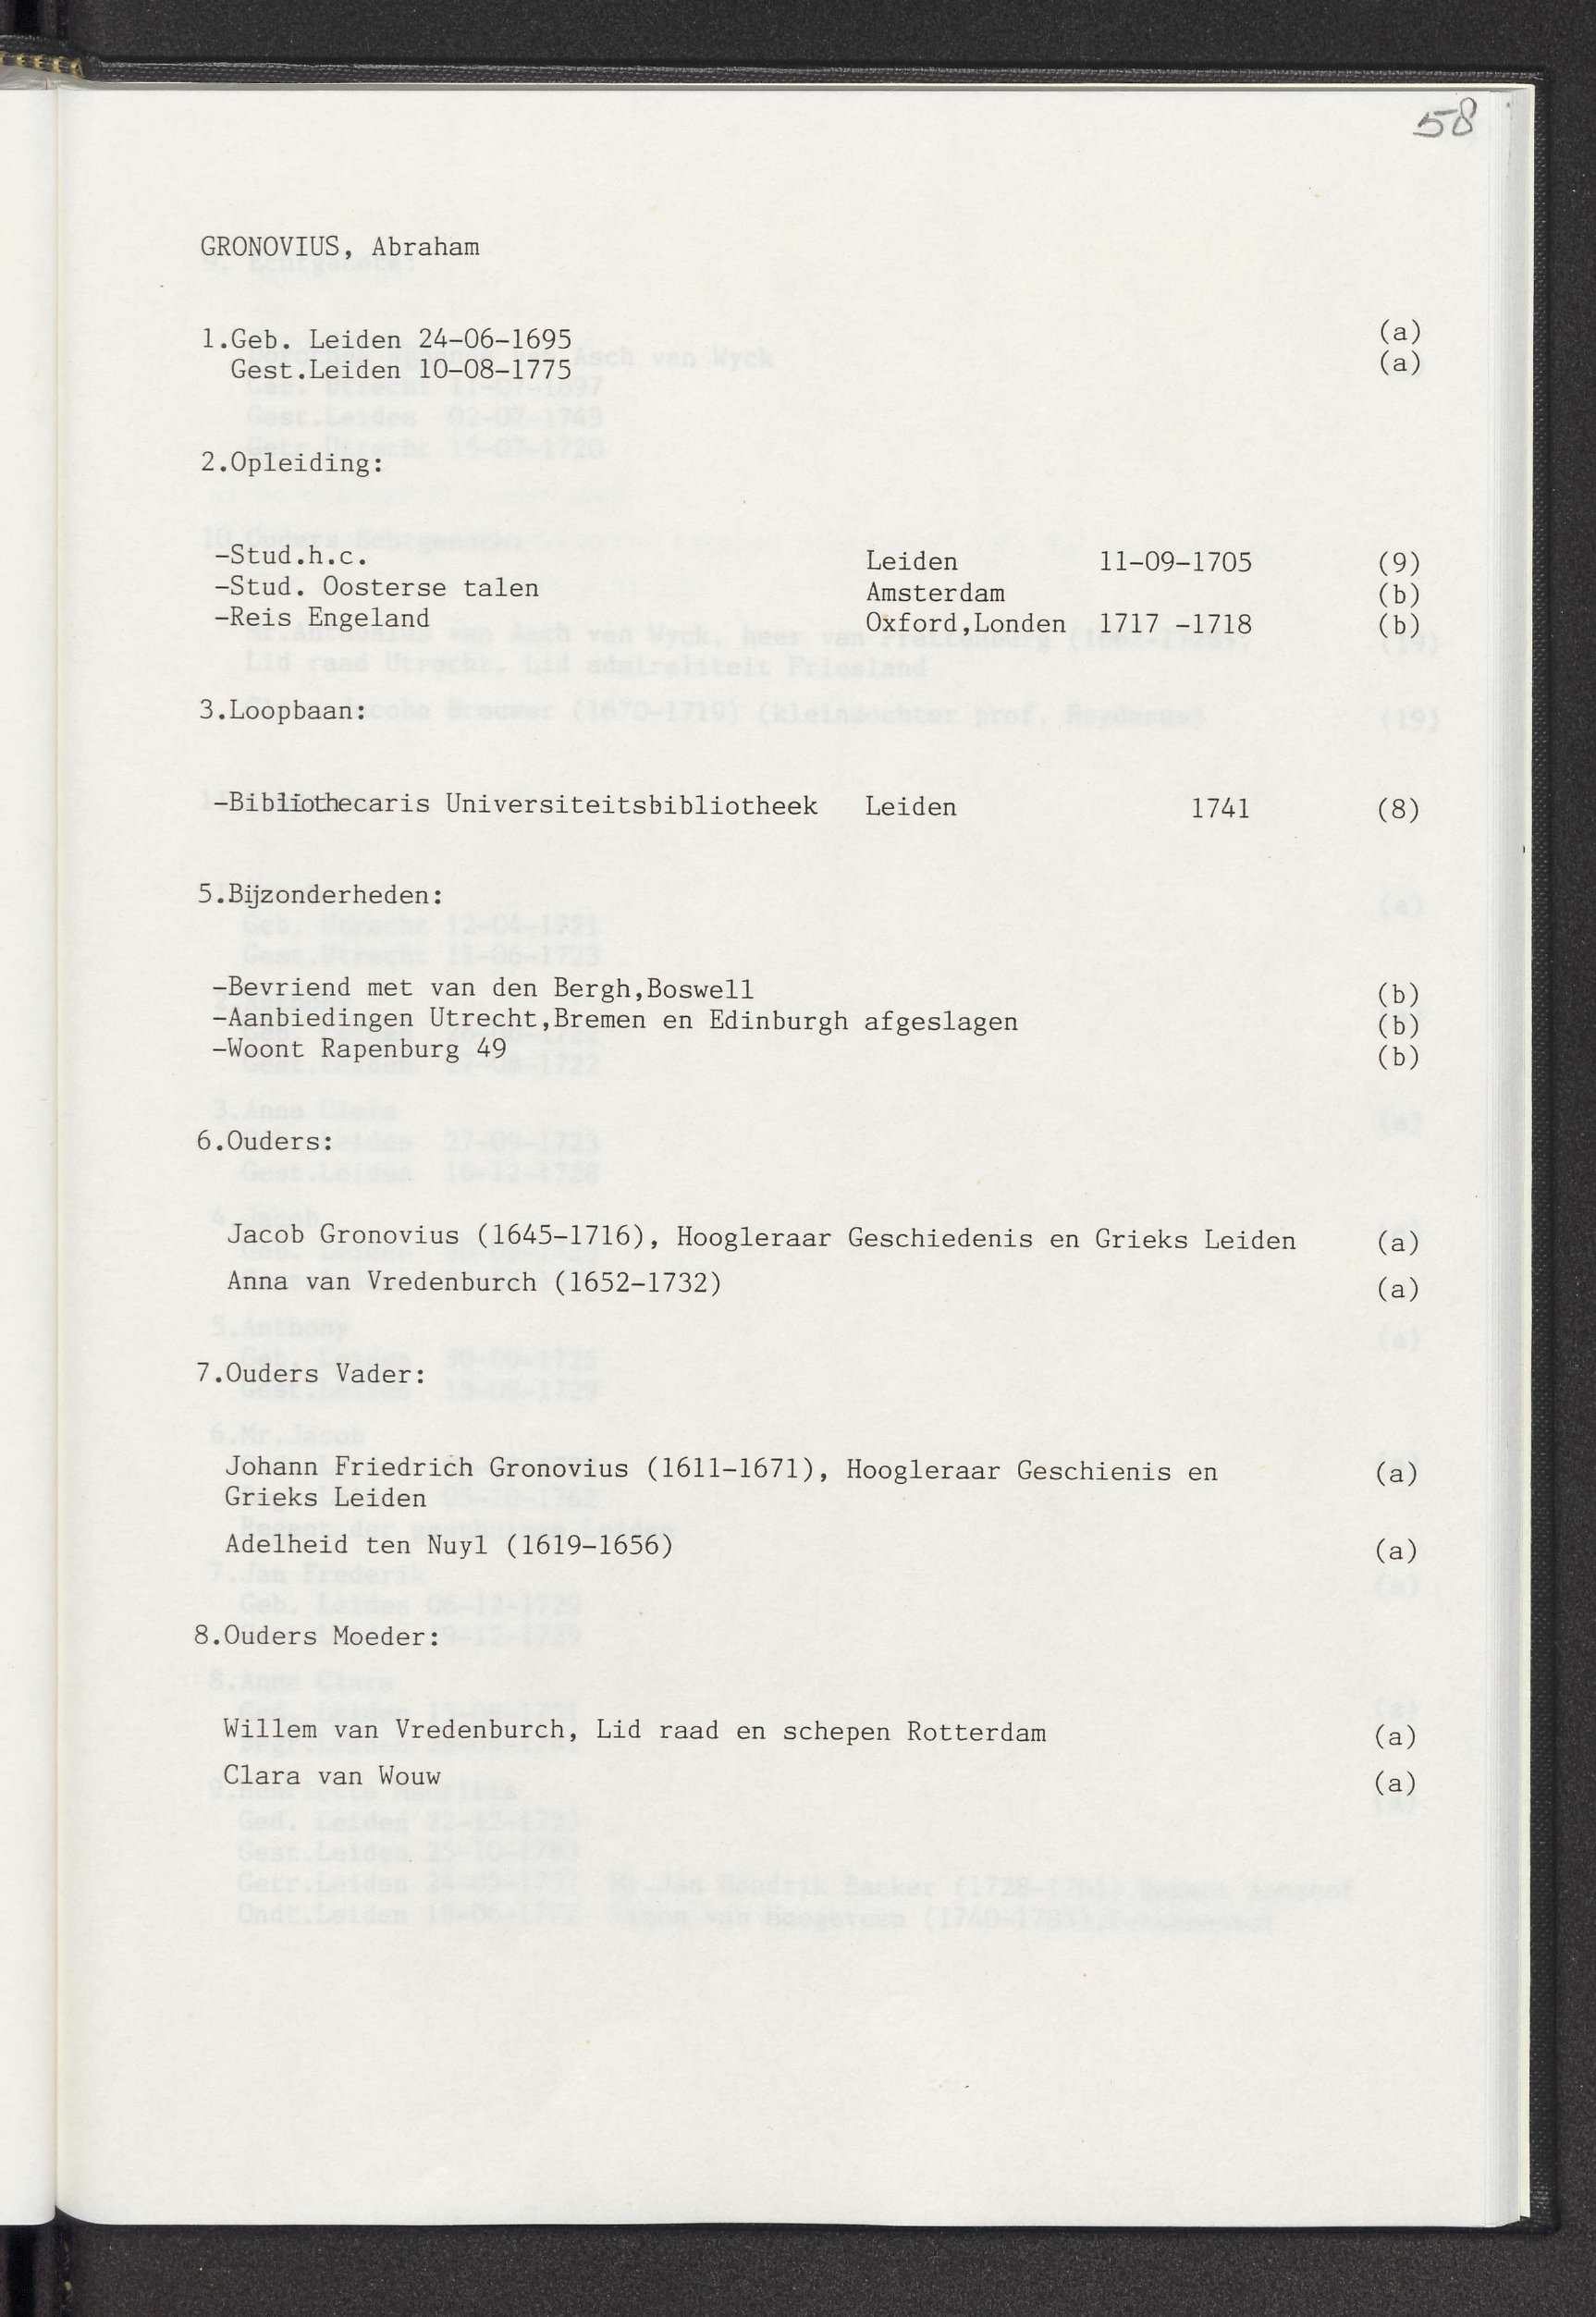 58
GRONOVIUS, Abraham
1.Geb. Leiden 24-06-1695 (a)
Gest.Leiden 10-08-1775 (a)
2.Opleiding:
-Stud.h.c. Leiden 11-09-1705 (9)
-Stud. Oosterse talen Amsterdam (b)
-Reis Engeland Oxford,Londen 1717 -1718 (b)
3.Loopbaan:
-Bibliothecaris Universiteitsbibliotheek Leiden 1741 (8)
5.Bijzonderheden:
-Bevriend met van den Bergh,Boswell (b)
-Aanbiedingen Utrecht,Bremen en Edinburgh afgeslagen (b)
-Woont Rapenburg 49 (b)
6.Ouders:
Jacob Gronovius (1645-1716), Hoogleraar Geschiedenis en Grieks Leiden (a)
Anna van Vredenburch (1652-1732) (a)
7.Ouders Vader:
Johann Friedrich Gronovius (1611-1671), Hoogleraar Geschienis en (a)
Grieks Leiden
Adelheid ten Nuyl (1619-1656) (a)
8.Ouders Moeder:
Willem van Vredenburch, Lid raad en schepen Rotterdam (a)
Clara van Wouw (a)